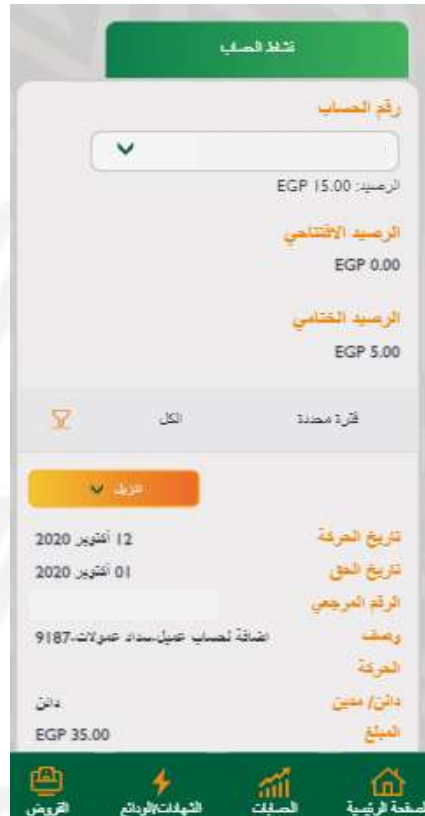 نشاط الحساب
رقم الحساب
الرصيد: EGP 15.00
الرصيد الافتتاحي
EGP 0.00
الرصيد الختامي
EGP 5.00
فترة محددة الكل
تنزيل
تاريخ الحركة 12 أكتوبر 2020
تاريخ الحق 01 أكتوبر 2020
الرقم المرجعي
وصف اضافة لحساب عميل-سداد عمولات-9187
الحركة
دائن/ مدين دائن
المبلغ EGP 35.00
الصفحة الرئيسية الحسابات الشهادات/الودائع القروض